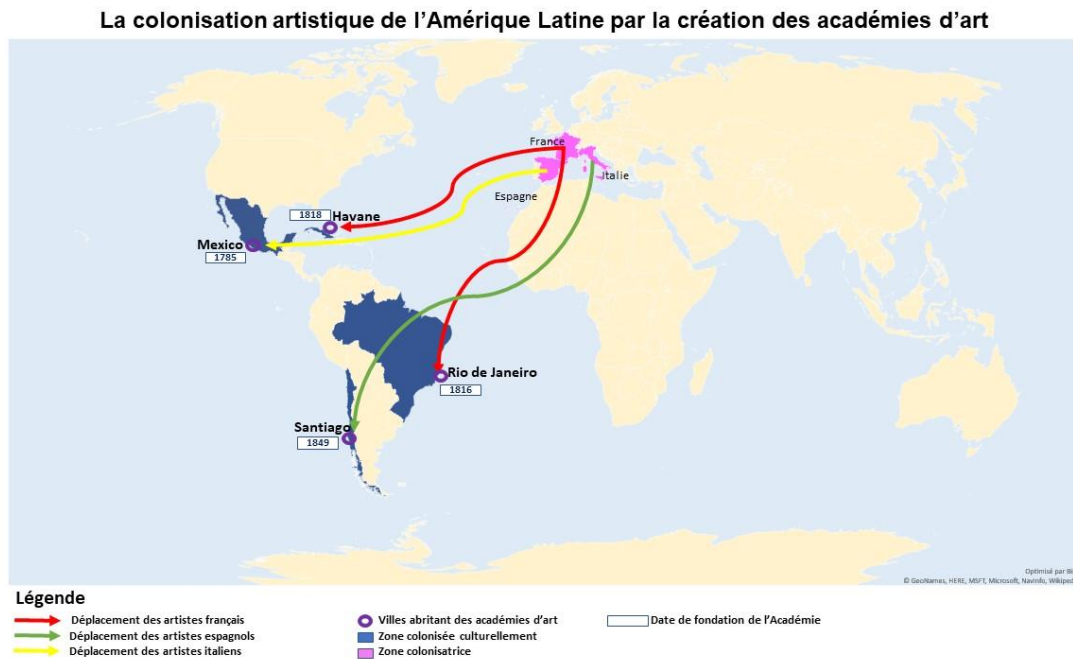 La colonisation artistique de l’Amérique Latine par la création des académies d’art
France
Italie
Espagne
1818
Havane
Mexico
1785
Rio de Janeiro
1816
Santiago
1849
Optimisé par
© GeoNames, HERE, MSFT, Microsoft, Navinfo,
Légende
Déplacement des artistes français
Déplacement des artistes espagnols
Déplacement des artistes italiens
Villes abritant des académies d’art
Zone colonisée culturellement
Zone colonisatrice
Date de fondation de l’Académie